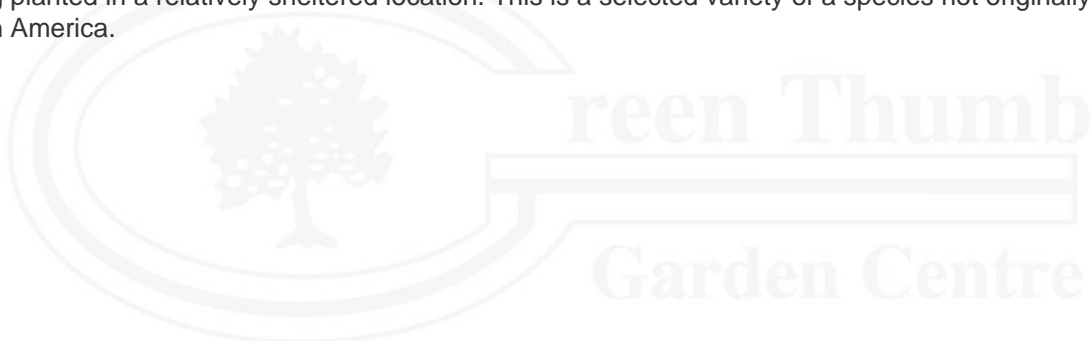 planted in a relatively sheltered location. This is a selected variety of a species not originally
America.
reen Thumb
Garden Centre